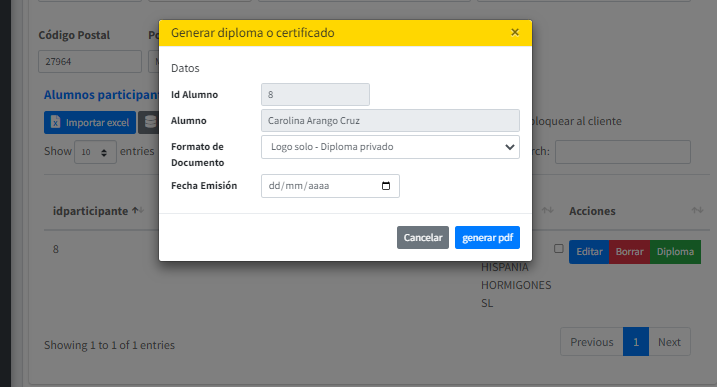 Generar diploma o certificado ×
Código Postal
27964
Datos
Id Alumno 8
Alumno Carolina Arango Cruz
Formato de Documento Logo solo - Diploma privado
Fecha Emisión dd/mm/aaaa
Cancelar generar pdf
Alumnos participan
Importar excel
bloquear al cliente
Show 10 entries
rch:
idparticipante
Acciones
8
HISPANIA
HORMIGONES
SL
Editar Borrar Diploma
Showing 1 to 1 of 1 entries
Previous 1 Next